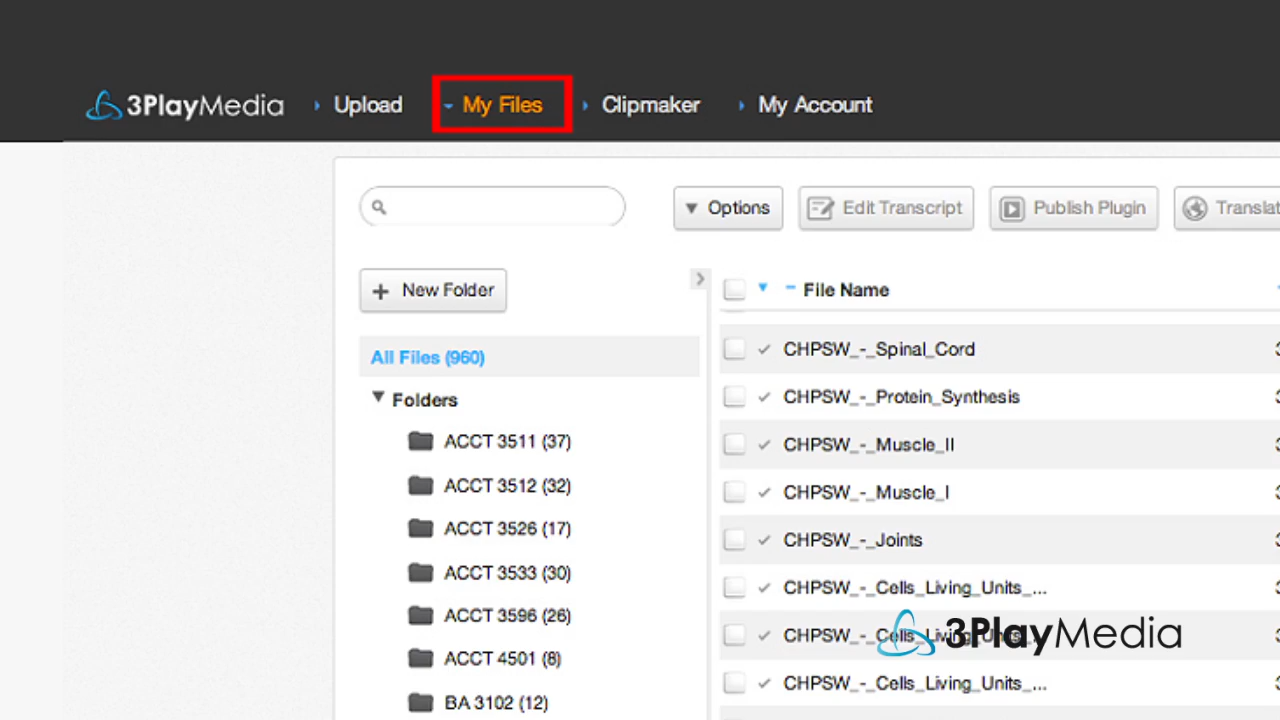 3PlayMedia Upload My Files Clipmaker My Account
Options Edit Transcript Publish Plugin
New Folder
File Name
All Files (960)
Folders
ACCT 3511 (37)
ACCT 3512 (32)
ACCT 3526 (17)
ACCT 3533 (30)
ACCT 3596 (26)
ACCT 4501 (8)
BA 3102 (12)
CHPSW_-_Spinal_Cord
CHPSW_-_Protein_Synthesis
CHPSW_-_Muscle_II
CHPSW_-_Muscle_I
CHPSW_-_Joints
CHPSW_-_Cells_Living_Units_...
CHPSW_-_Cells_Living_Units_...
CHPSW_-_Cells_Living_Units_...
3PlayMedia